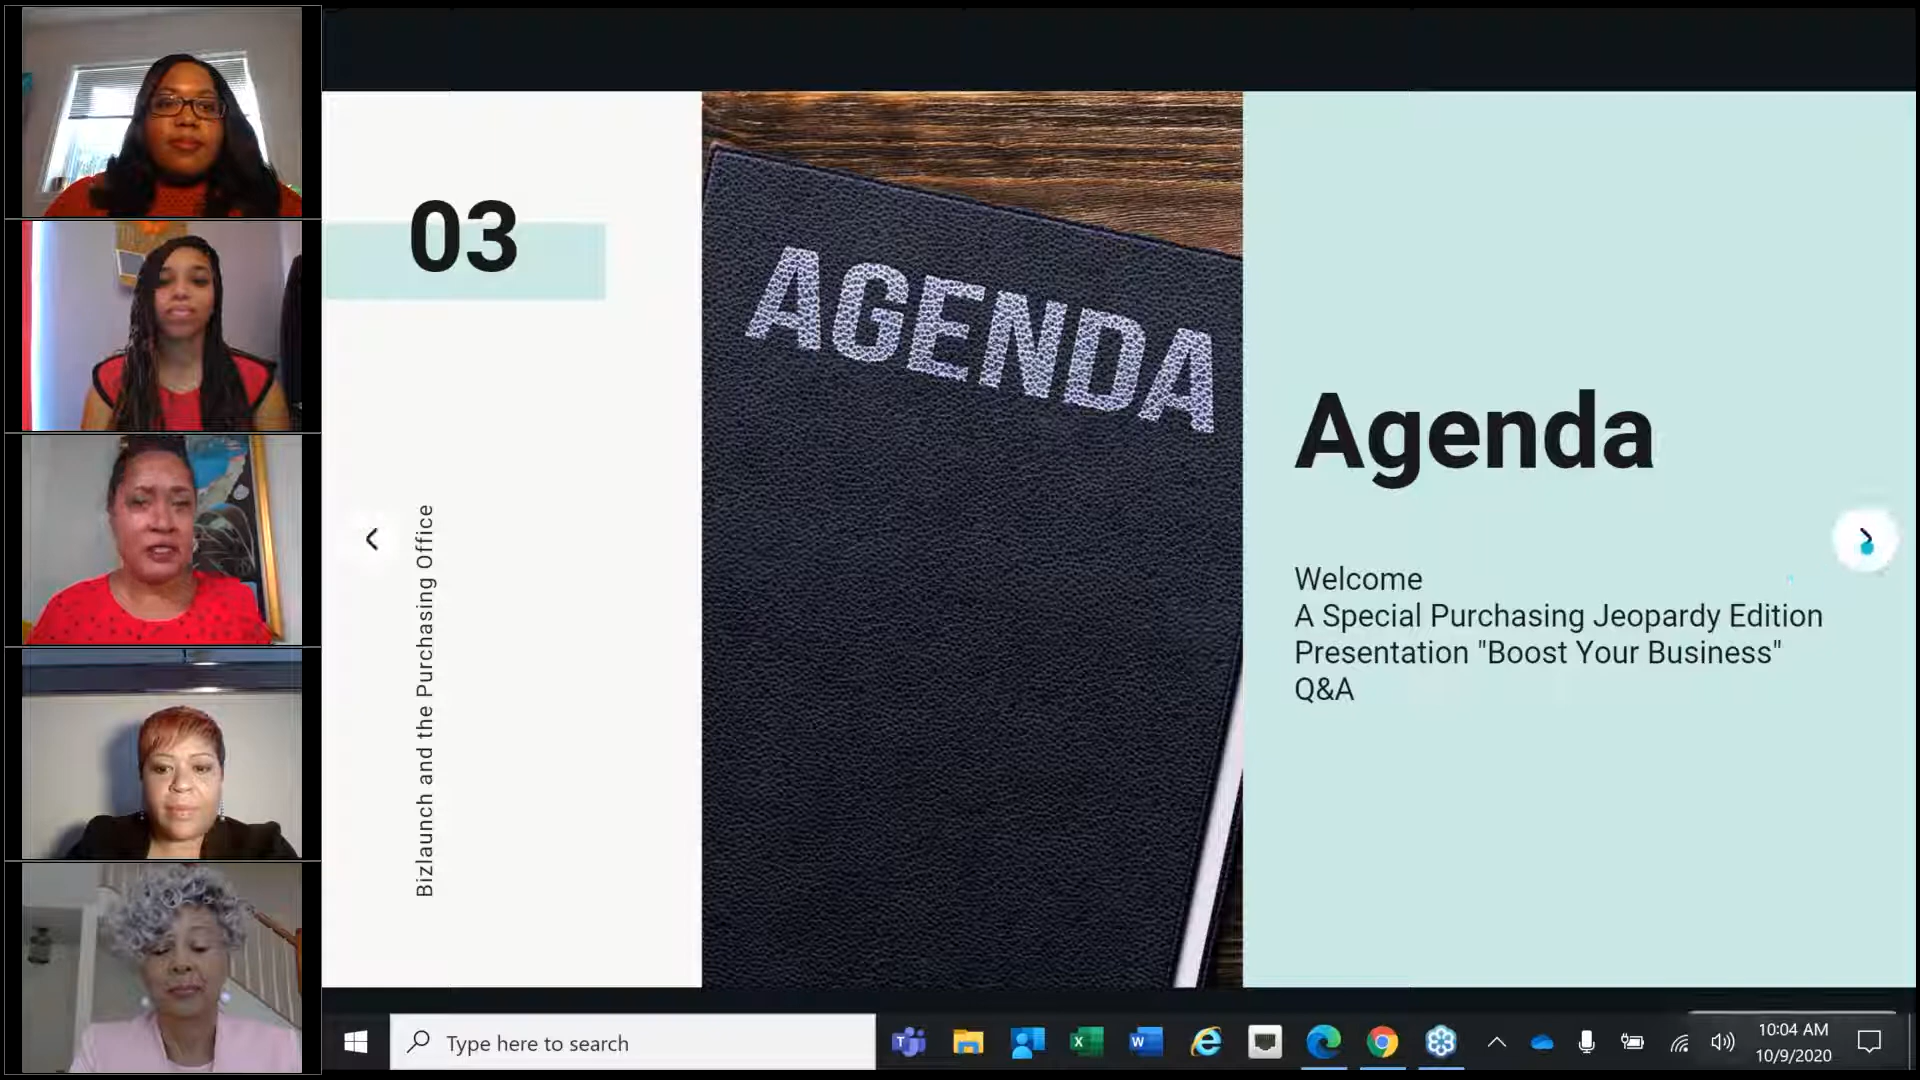 03
Bizlaunch and the Purchasing Office
AGENDA
Agenda
Welcome
A Special Purchasing Jeopardy Edition
Presentation "Boost Your Business"
Q&A
Type here to search
10:04 AM
10/9/2020